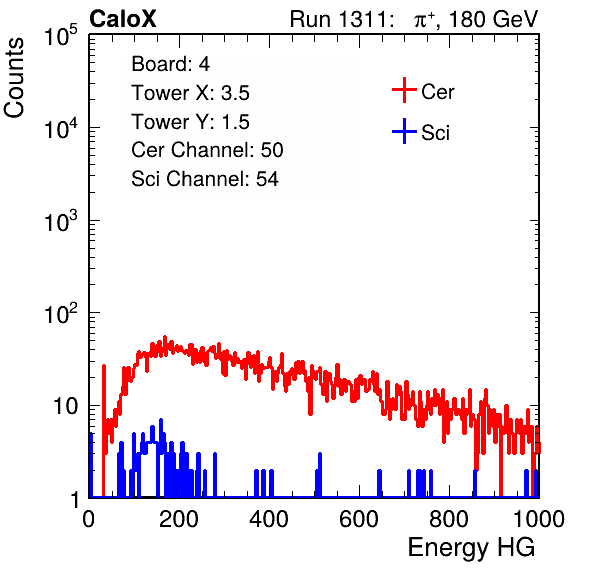 CaloX Run 1311: π⁺, 180 GeV
Counts
10⁵
10⁴
10³
10²
10
1
Board: 4
Tower X: 3.5
Tower Y: 1.5
Cer Channel: 50
Sci Channel: 54
Cer
Sci
0 200 400 600 800 1000
Energy HG